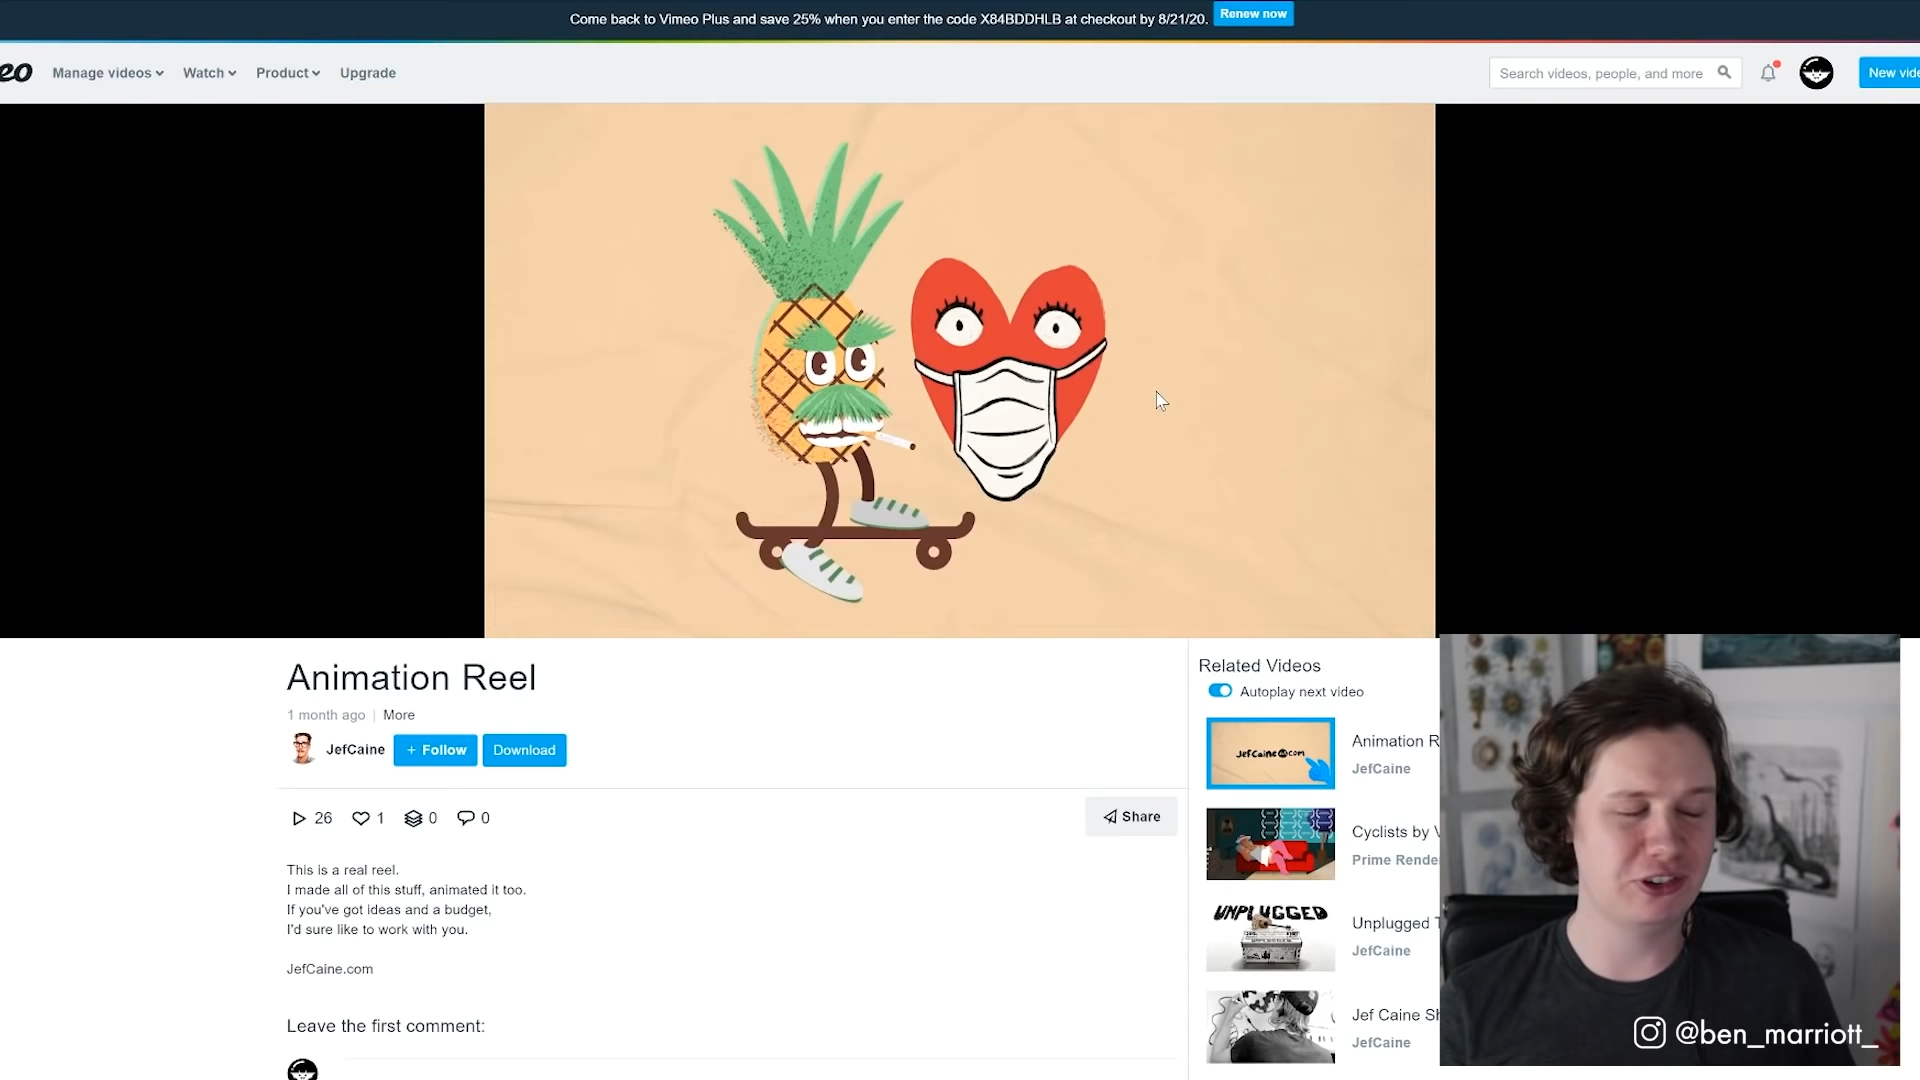 Come back to Vimeo Plus and save 25% when you enter the code X84BDDHLB at checkout by 8/21/20.
Renew now
eo
Manage videos
Watch
Product
Upgrade
Search videos, people, and more
New vide
Animation Reel
1 month ago | More
JefCaine
+ Follow
Download
26
1
0
0
Share
This is a real reel.
I made all of this stuff, animated it too.
If you've got ideas and a budget,
I'd sure like to work with you.
JefCaine.com
Leave the first comment:
Related Videos
Autoplay next video
JefCaine.com
Animation R
JefCaine
Cyclists by V
Prime Rende
UNPLUGGED
Unplugged T
JefCaine
Jef Caine Sh
JefCaine
@ben_marriott_